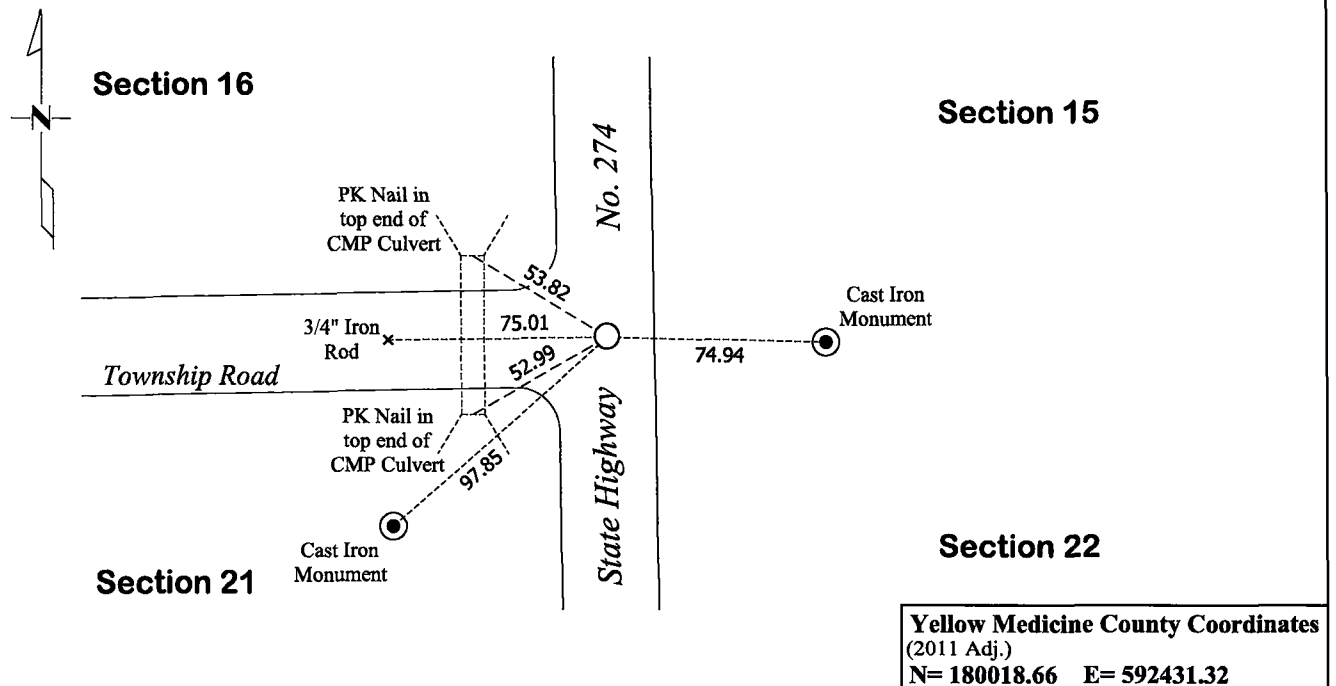 N
Section 16
Section 15
No. 274
PK Nail in
top end of
CMP Culvert
53.82
3/4" Iron
Rod
75.01
74.94
Cast Iron
Monument
52.99
Township Road
PK Nail in
top end of
CMP Culvert
97.85
State Highway
Cast Iron
Monument
Section 21
Section 22
Yellow Medicine County Coordinates
(2011 Adj.)
N= 180018.66 E= 592431.32